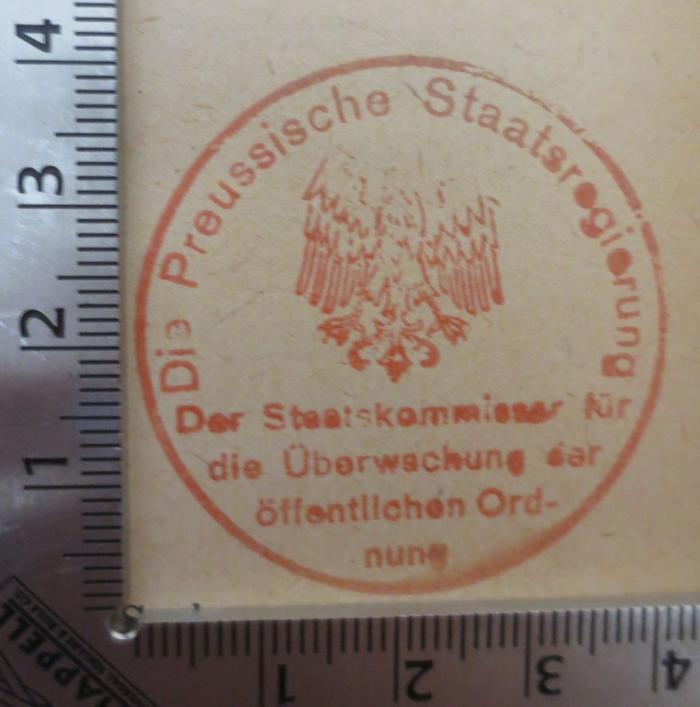 Die Preussische Staatsregierung
Der Staatskommissar für
die Überwachung der
öffentlichen Ord-
nung
4
3
2
1
1
2
3
4
CHAPPELL